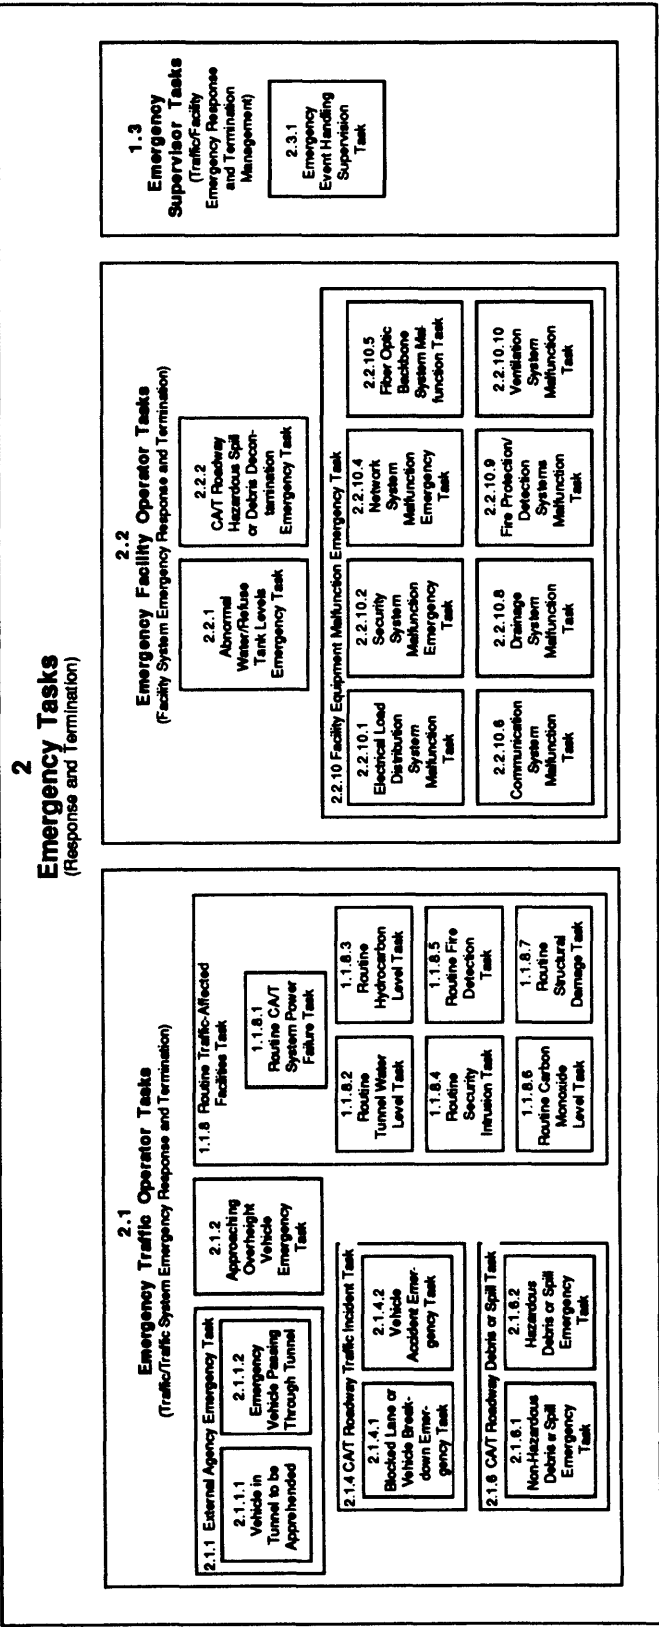 2
Emergency Tasks
(Response and Termination)
2.1
Emergency Traffic Operator Tasks
(Traffic/Traffic System Emergency Response and Termination)
2.1.1 External Agency Emergency Task
2.1.1.1
Vehicle in
Tunnel to be
Apprehended
2.1.1.2
Emergency
Vehicle Passing
Through Tunnel
2.1.2
Approaching
Overheight
Vehicle
Emergency
Task
2.1.4 CA/T Roadway Traffic Incident Task
2.1.4.1
Blocked Lane or
Vehicle Break-
down Emer-
gency Task
2.1.4.2
Vehicle
Accident Emer-
gency Task
2.1.6 CA/T Roadway Debris or Spill Task
2.1.6.1
Non-Hazardous
Debris or Spill
Emergency
Task
2.1.6.2
Hazardous
Debris or Spill
Emergency
Task
1.1.8 Routine Traffic-Affected
Facilities Task
1.1.8.1
Routine CA/T
System Power
Failure Task
1.1.8.2
Routine
Tunnel Water
Level Task
1.1.8.3
Routine
Hydrocarbon
Level Task
1.1.8.4
Routine
Security
Intrusion Task
1.1.8.5
Routine Fire
Detection
Task
1.1.8.6
Routine Carbon
Monoxide
Level Task
1.1.8.7
Routine
Structural
Damage Task
2.2
Emergency Facility Operator Tasks
(Facility System Emergency Response and Termination)
2.2.1
Abnormal
Water/Refuse
Tank Levels
Emergency Task
2.2.2
CA/T Roadway
Hazardous Spill
or Debris Decon-
tamination
Emergency Task
2.2.10 Facility Equipment Malfunction Emergency Task
2.2.10.1
Electrical Load
Distribution
System
Malfunction
Task
2.2.10.2
Security
System
Malfunction
Emergency
Task
2.2.10.4
Network
System
Malfunction
Emergency
Task
2.2.10.5
Fiber Optic
Backbone
System Mal-
function Task
2.2.10.6
Communication
System
Malfunction
Task
2.2.10.8
Drainage
System
Malfunction
Task
2.2.10.9
Fire Protection/
Detection
Systems
Malfunction
Task
2.2.10.10
Ventilation
System
Malfunction
Task
1.3
Emergency
Supervisor Tasks
(Traffic/Facility
Emergency Response
and Termination
Management)
2.3.1
Emergency
Event Handing
Supervision
Task